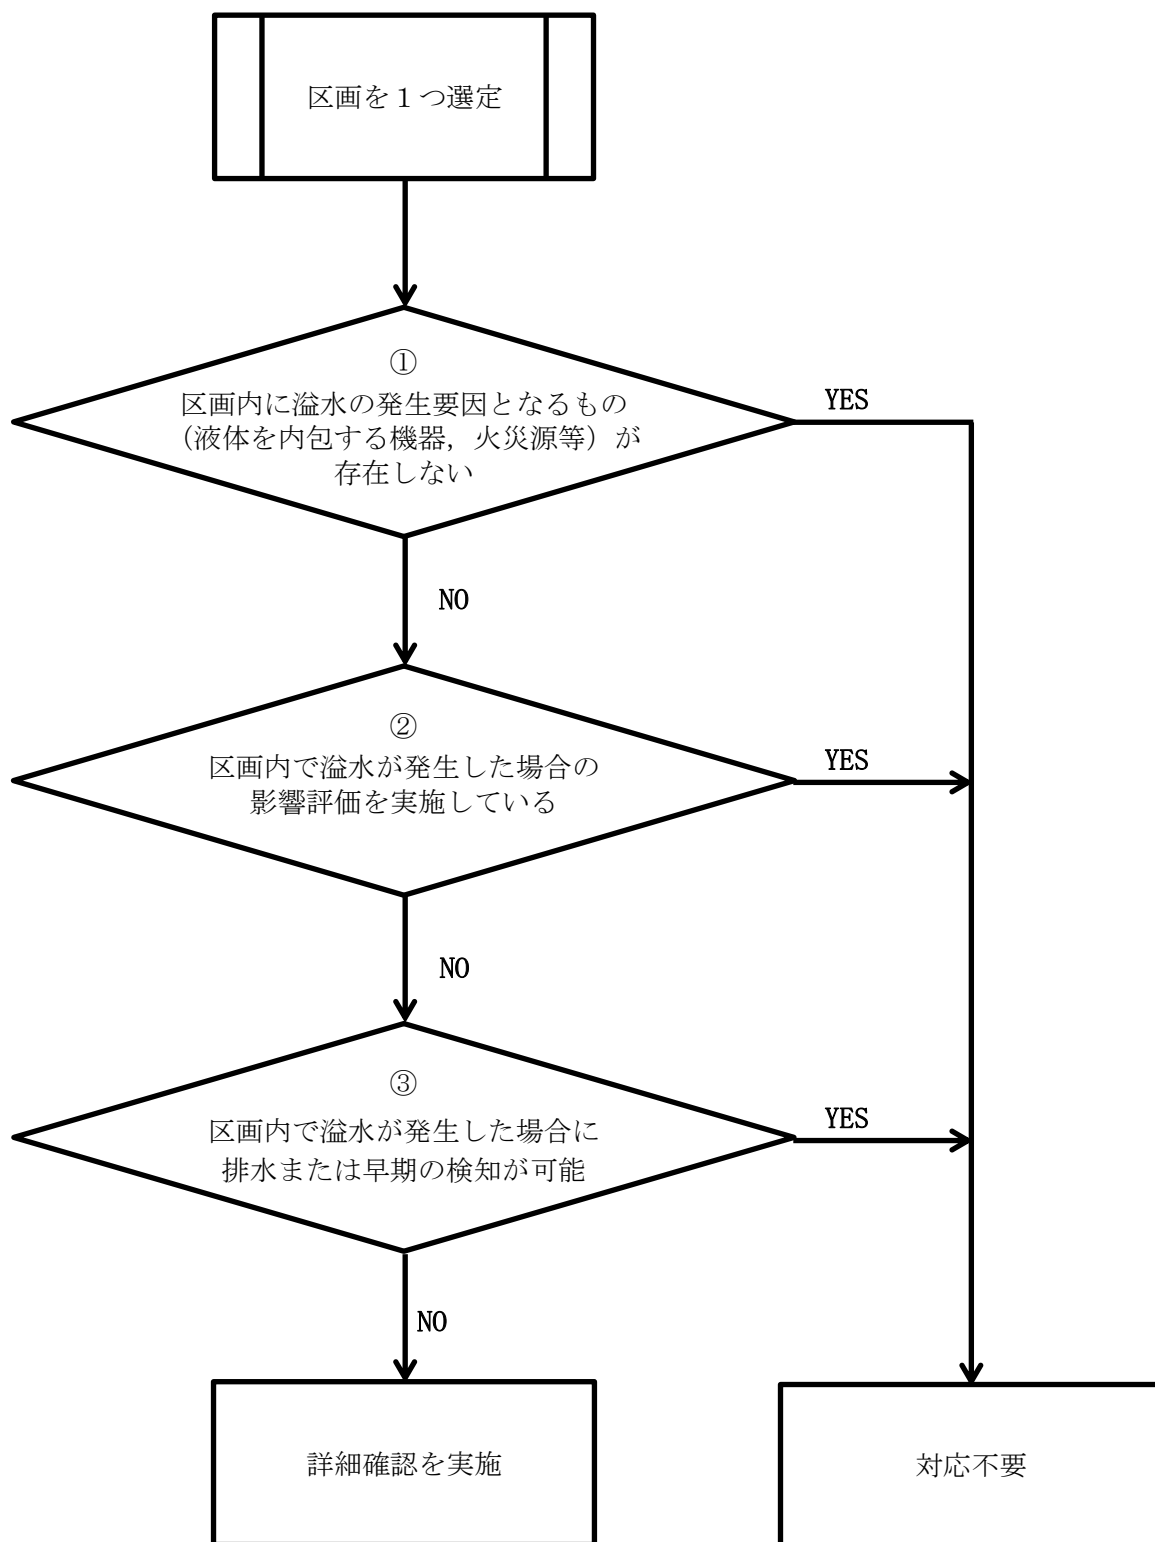 区画を１つ選定
①
区画内に溢水の発生要因となるもの
（液体を内包する機器，火災源等）が
存在しない
YES
NO
②
区画内で溢水が発生した場合の
影響評価を実施している
YES
NO
③
区画内で溢水が発生した場合に
排水または早期の検知が可能
YES
NO
詳細確認を実施
対応不要